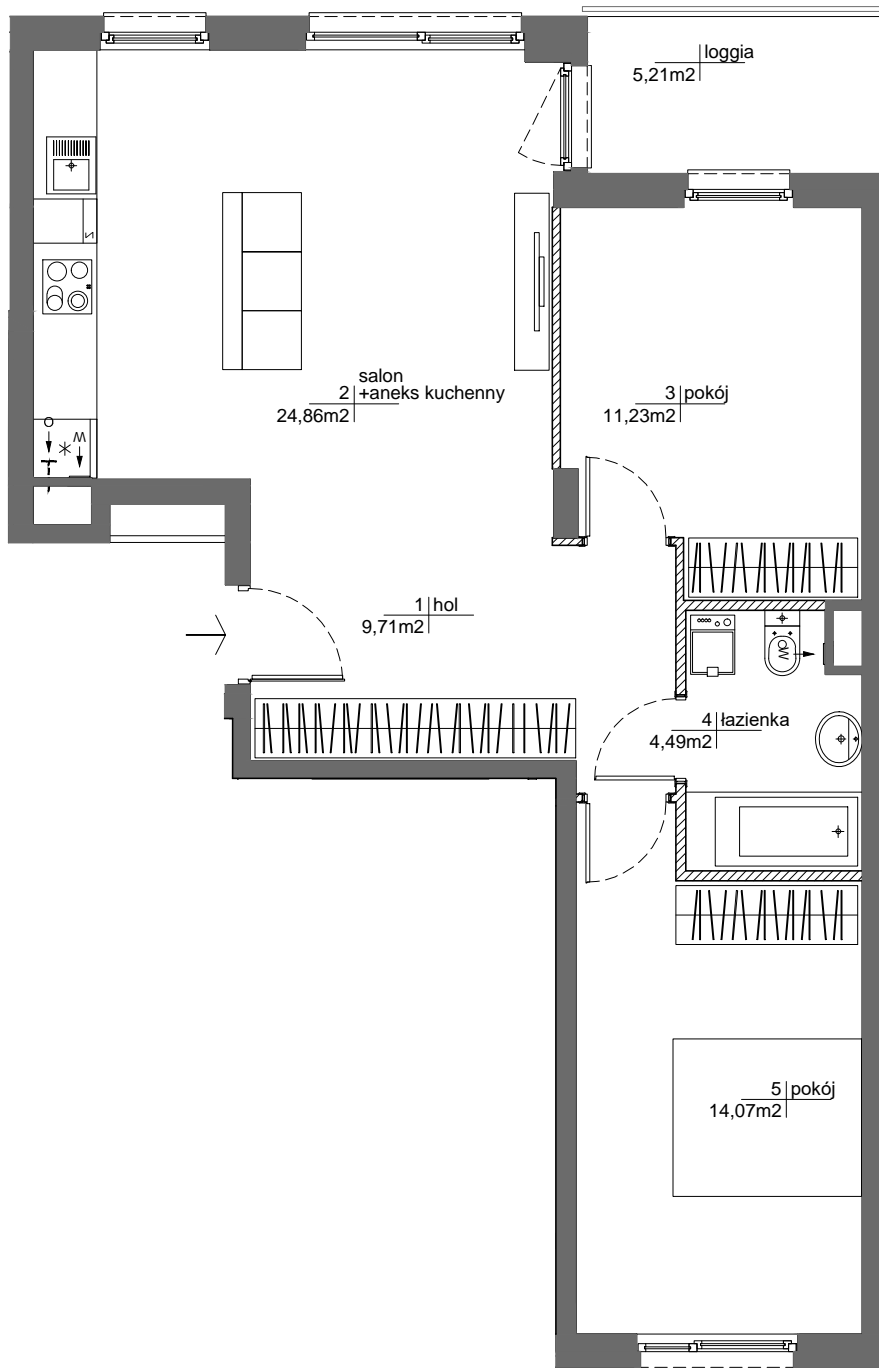 loggia
5,21m2
salon
2 +aneks kuchenny
24,86m2
3 pokój
11,23m2
1 hol
9,71m2
4 łazienka
4,49m2
5 pokój
14,07m2